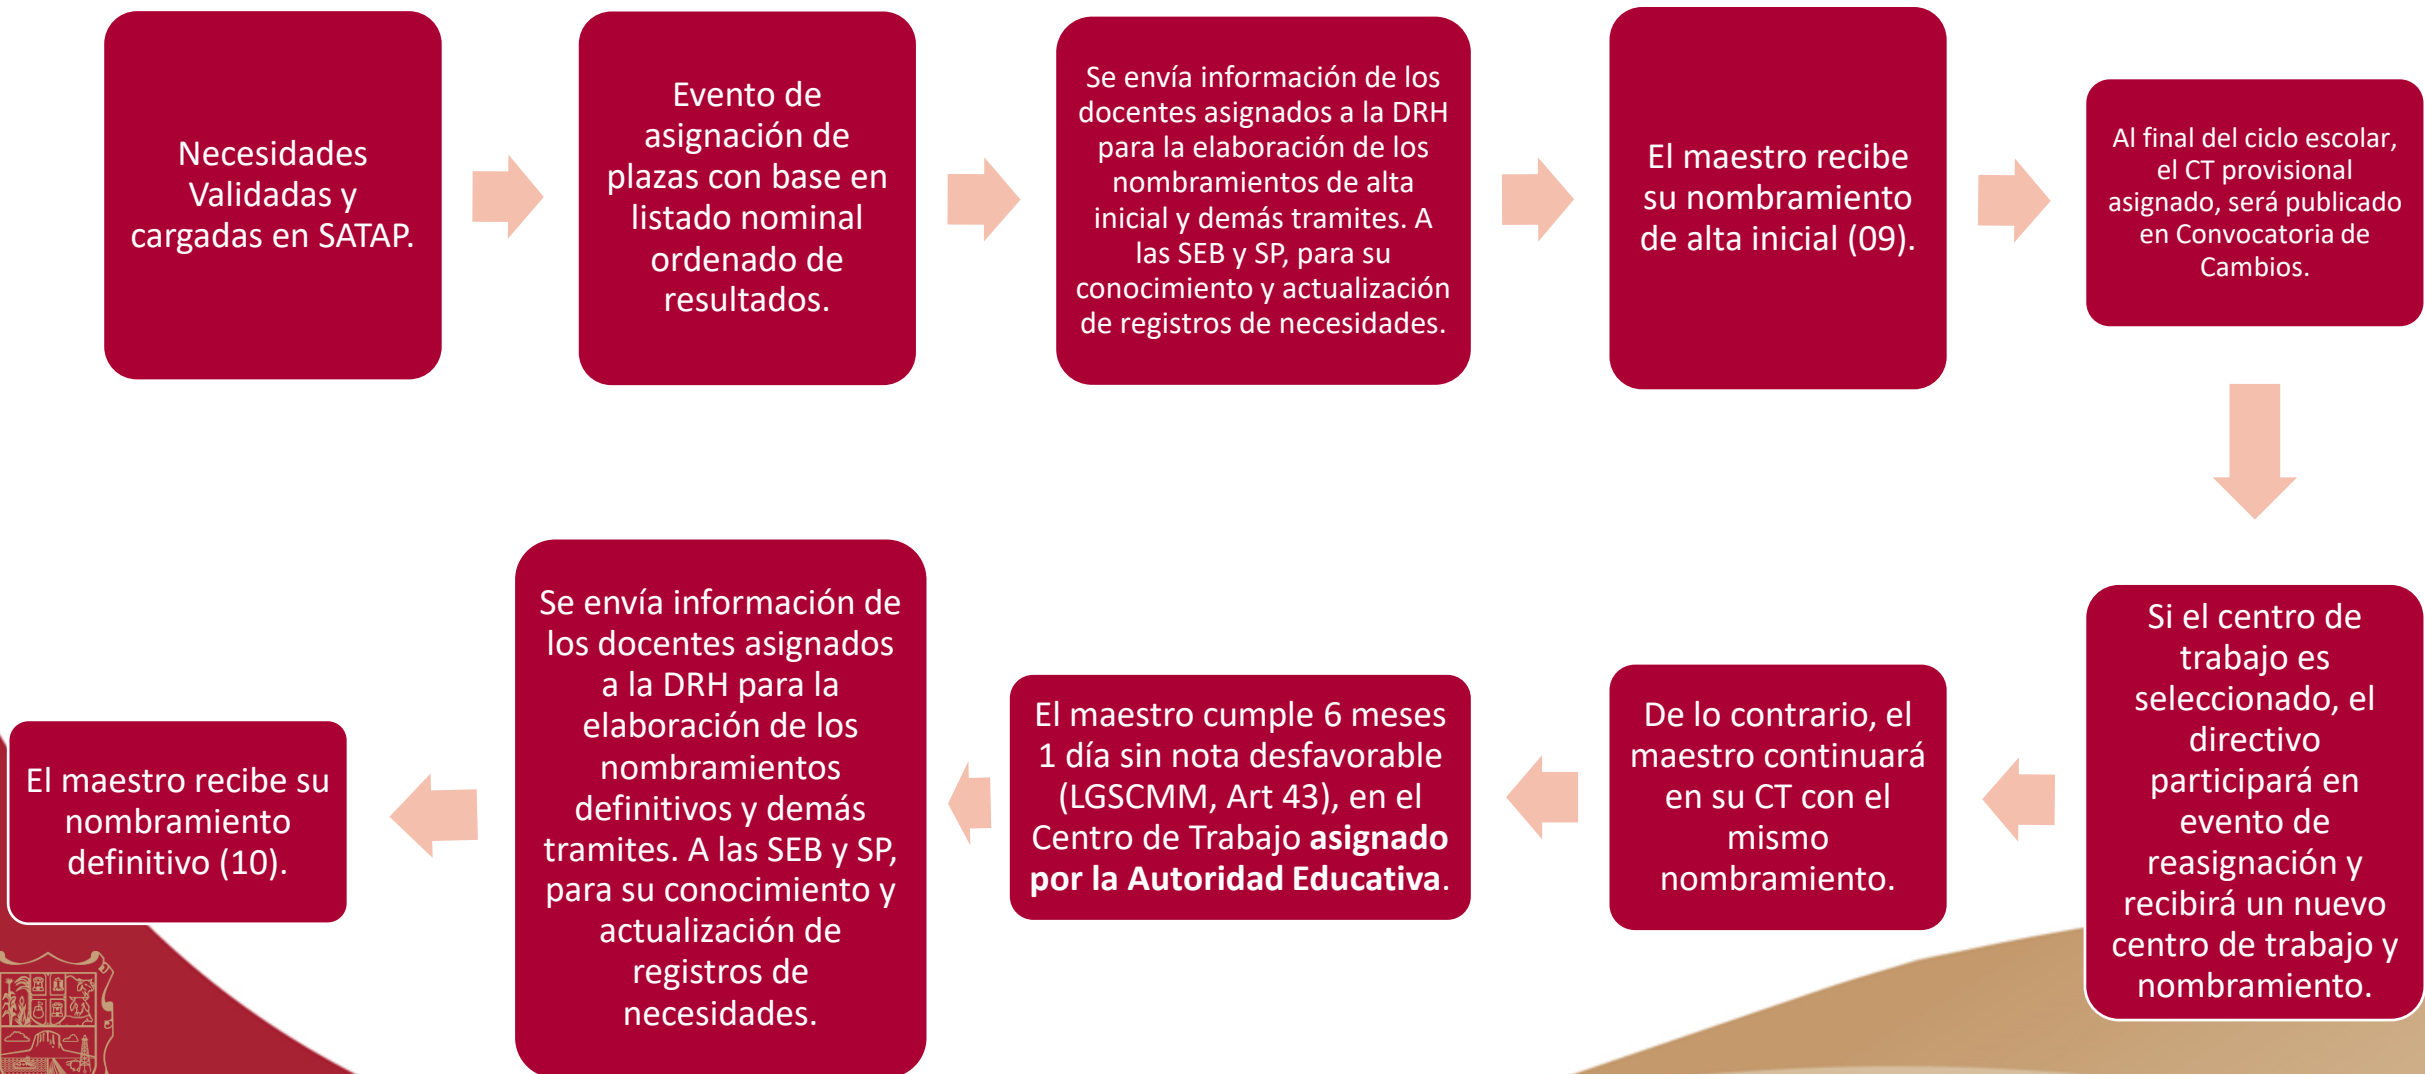 Necesidades
Validadas y
cargadas en SATAP.
Evento de
asignación de
plazas con base en
listado nominal
ordenado de
resultados.
Se envía información de los
docentes asignados a la DRH
para la elaboración de los
nombramientos de alta
inicial y demás tramites. A
las SEB y SP, para su
conocimiento y actualización
de registros de necesidades.
El maestro recibe
su nombramiento
de alta inicial (09).
Al final del ciclo escolar,
el CT provisional
asignado, será publicado
en Convocatoria de
Cambios.
Si el centro de
trabajo es
seleccionado, el
directivo
participará en
evento de
reasignación y
recibirá un nuevo
centro de trabajo y
nombramiento.
De lo contrario, el
maestro continuará
en su CT con el
mismo
nombramiento.
El maestro cumple 6 meses
1 día sin nota desfavorable
(LGSCMM, Art 43), en el
Centro de Trabajo asignado
por la Autoridad Educativa.
Se envía información de
los docentes asignados
a la DRH para la
elaboración de los
nombramientos
definitivos y demás
tramites. A las SEB y SP,
para su conocimiento y
actualización de
registros de
necesidades.
El maestro recibe su
nombramiento
definitivo (10).